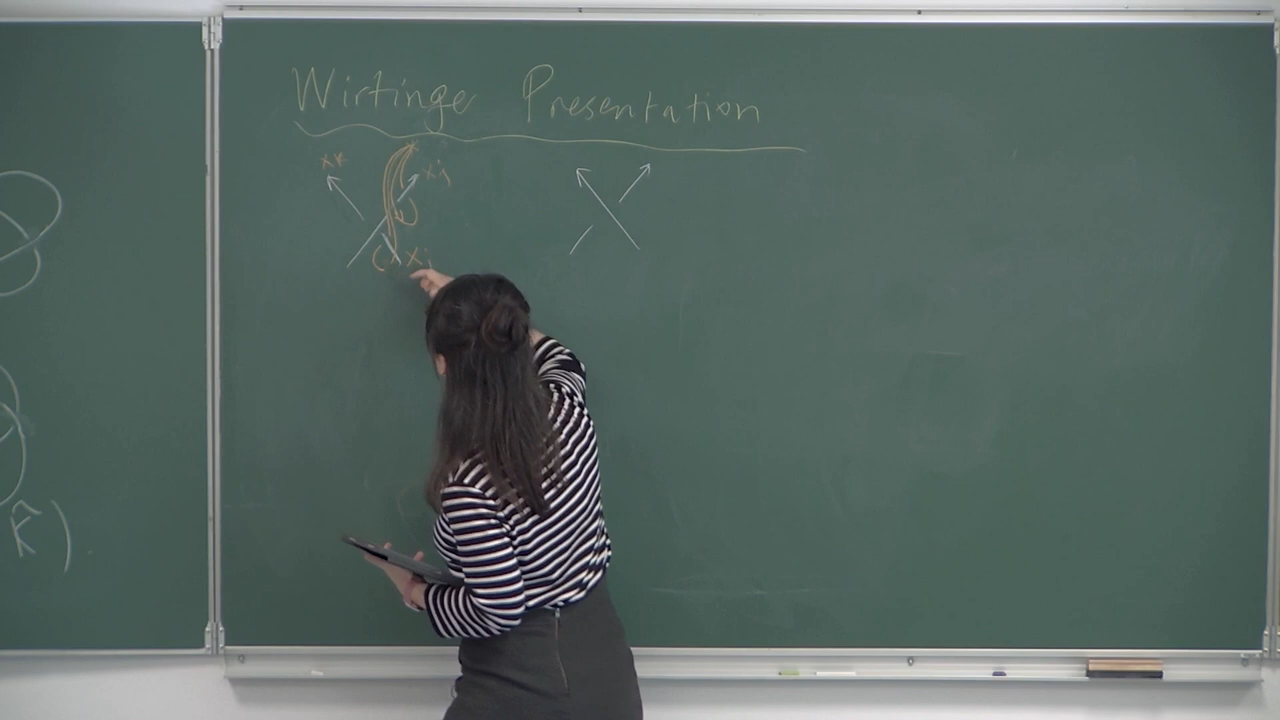 Wirtinge Presentation
xk
xj
xi
K̂)